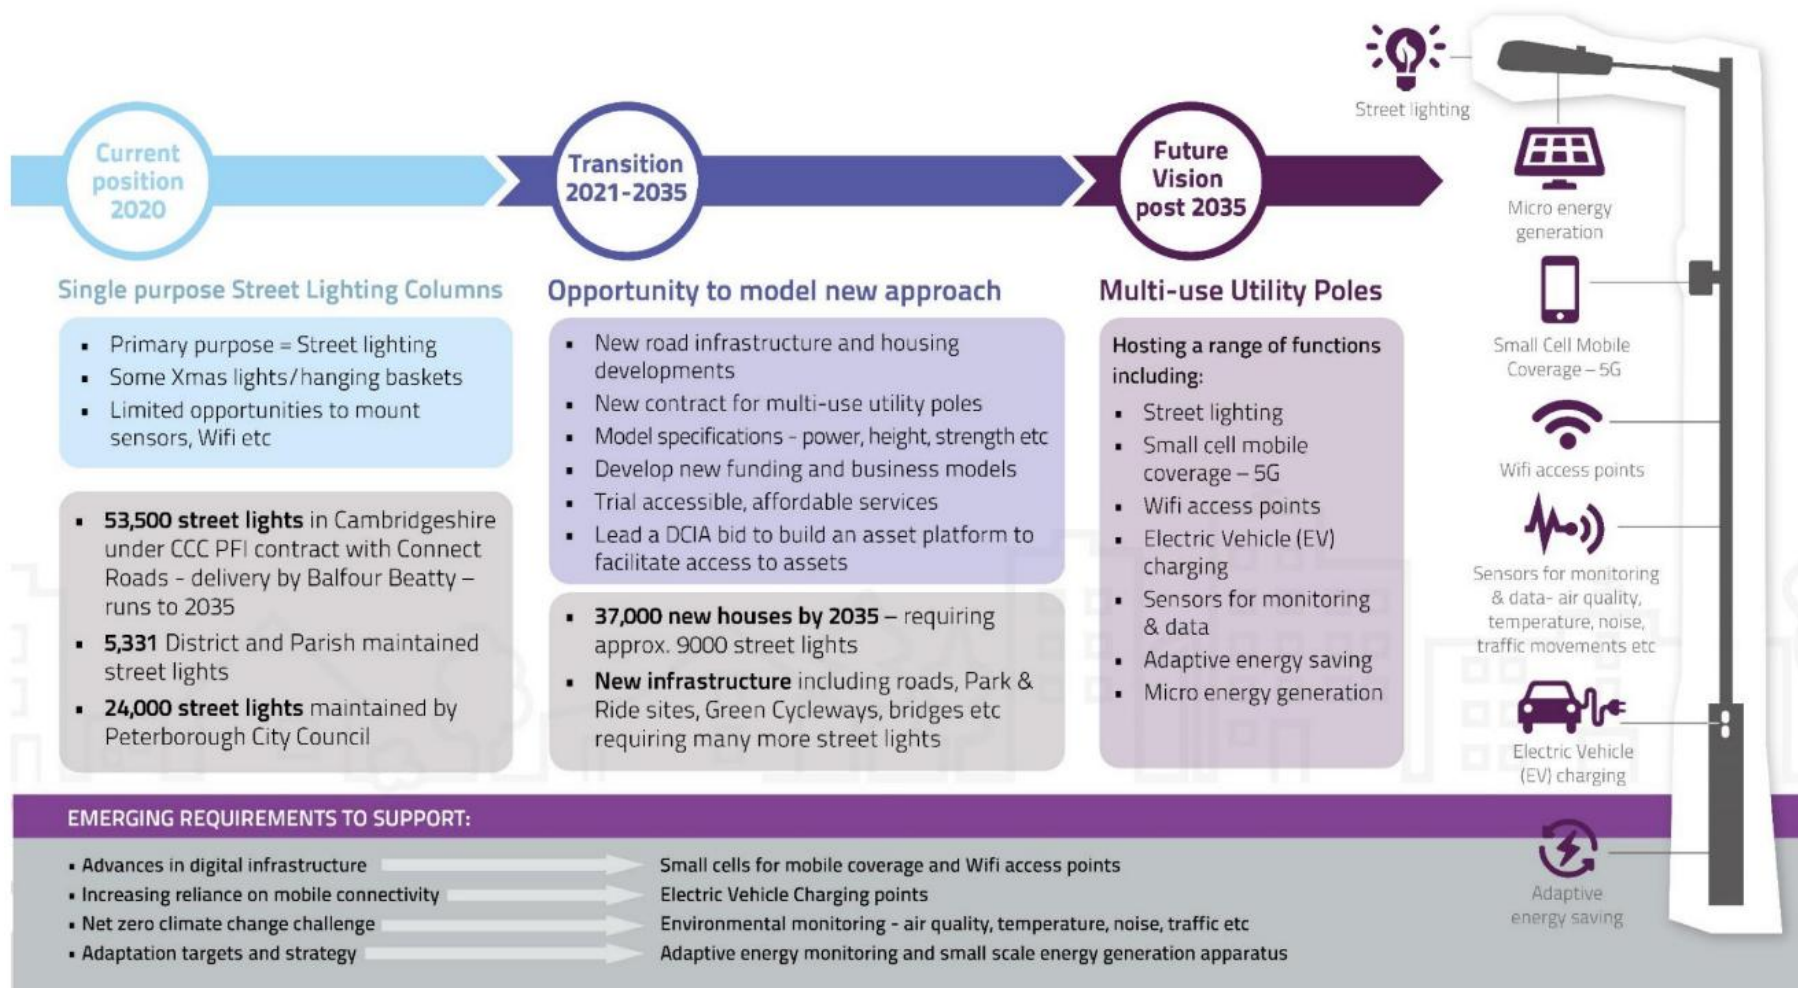 Current
position
2020
Transition
2021-2035
Future
Vision
post 2035
Single purpose Street Lighting Columns
▪ Primary purpose = Street lighting
▪ Some Xmas lights/hanging baskets
▪ Limited opportunities to mount
sensors, Wifi etc
▪ 53,500 street lights in Cambridgeshire
under CCC PFI contract with Connect
Roads - delivery by Balfour Beatty –
runs to 2035
▪ 5,331 District and Parish maintained
street lights
▪ 24,000 street lights maintained by
Peterborough City Council
Opportunity to model new approach
▪ New road infrastructure and housing
developments
▪ New contract for multi-use utility poles
▪ Model specifications - power, height, strength etc
▪ Develop new funding and business models
▪ Trial accessible, affordable services
▪ Lead a DCIA bid to build an asset platform to
facilitate access to assets
▪ 37,000 new houses by 2035 – requiring
approx. 9000 street lights
▪ New infrastructure including roads, Park &
Ride sites, Green Cycleways, bridges etc
requiring many more street lights
Multi-use Utility Poles
Hosting a range of functions
including:
▪ Street lighting
▪ Small cell mobile
coverage – 5G
▪ Wifi access points
▪ Electric Vehicle (EV)
charging
▪ Sensors for monitoring
& data
▪ Adaptive energy saving
▪ Micro energy generation
Street lighting
Micro energy
generation
Small Cell Mobile
Coverage – 5G
Wifi access points
Sensors for monitoring
& data- air quality,
temperature, noise,
traffic movements etc
Electric Vehicle
(EV) charging
Adaptive
energy saving
EMERGING REQUIREMENTS TO SUPPORT:
▪ Advances in digital infrastructure
Small cells for mobile coverage and Wifi access points
▪ Increasing reliance on mobile connectivity
Electric Vehicle Charging points
▪ Net zero climate change challenge
Environmental monitoring - air quality, temperature, noise, traffic etc
▪ Adaptation targets and strategy
Adaptive energy monitoring and small scale energy generation apparatus